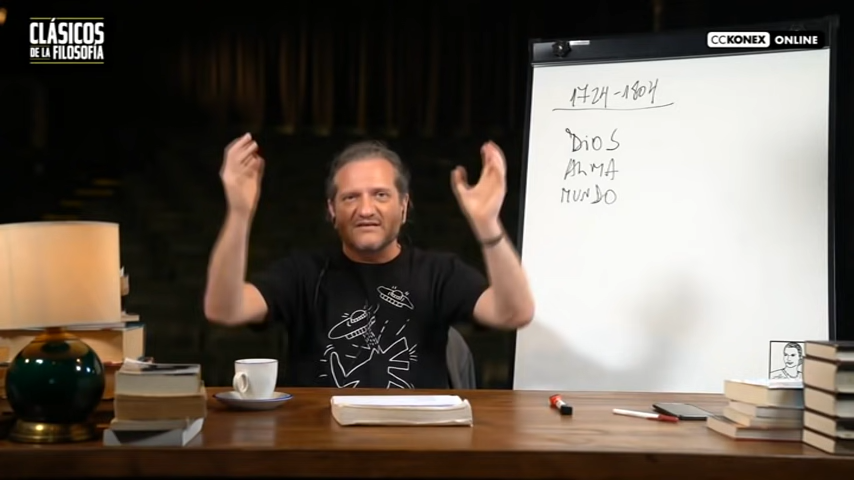 CLÁSICOS
DE LA FILOSOFÍA
CCKONEX ONLINE
1724-1804
DIOS
ALMA
MUNDO